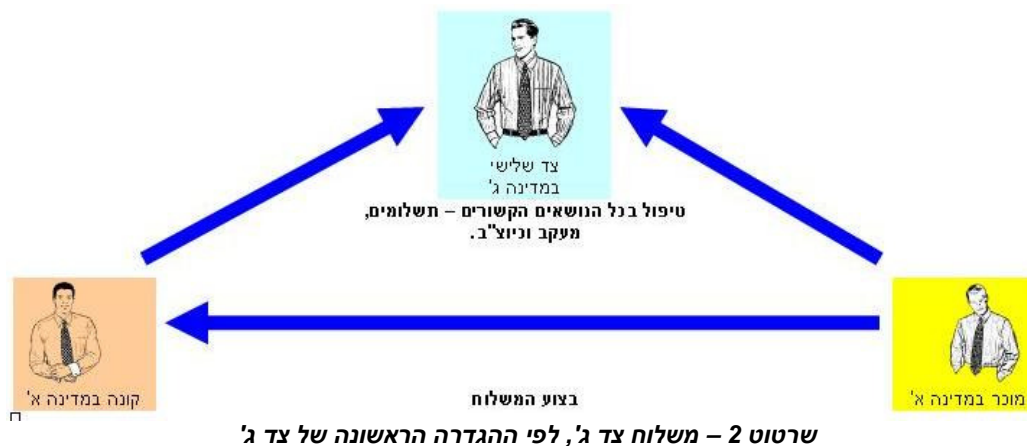 צד שלישי
במדינה ג'
טיפול בכל הנושאים הקשורים – תשלומים,
מעקב וכיוצ"ב.
קונה במדינה א'
מוכר במדינה א'
בצוע המשלוח
שרטוט 2 – משלוח צד ג', לפי ההגדרה הראשונה של צד ג'